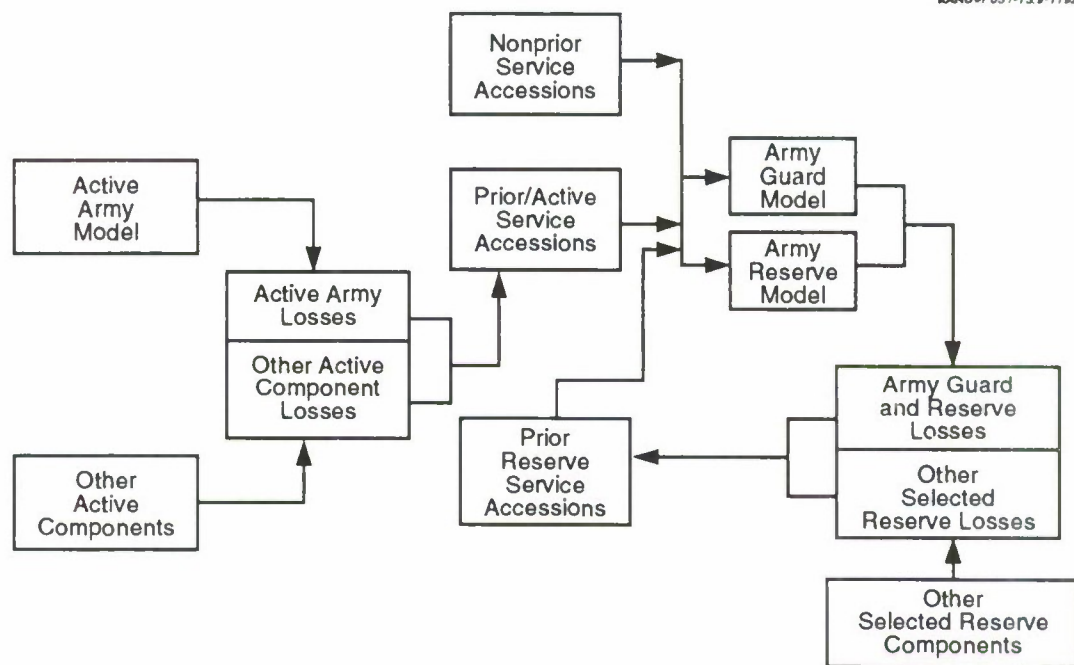 Nonprior
Service
Accessions
Active
Army
Model
Prior/Active
Service
Accessions
Army
Guard
Model
Army
Reserve
Model
Active Army
Losses
Other Active
Component
Losses
Army Guard
and Reserve
Losses
Other
Selected
Reserve Losses
Prior
Reserve
Service
Accessions
Other
Active
Components
Other
Selected Reserve
Components